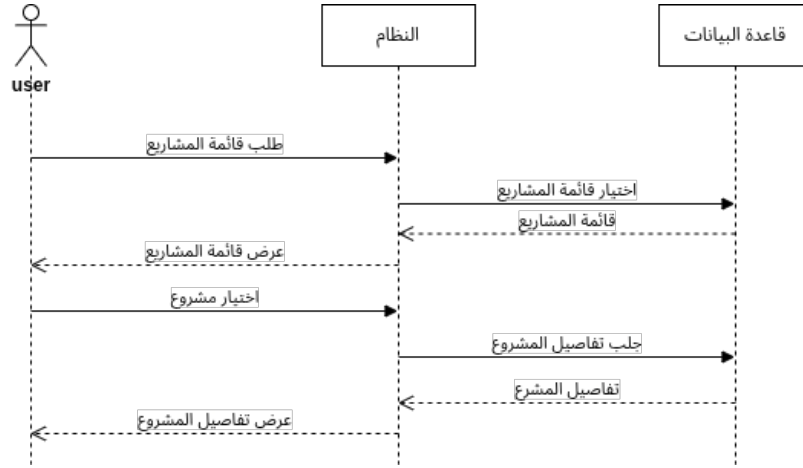 النظام
قاعدة البيانات
user
طلب قائمة المشاريع
اختيار قائمة المشاريع
قائمة المشاريع
عرض قائمة المشاريع
اختيار مشروع
جلب تفاصيل المشروع
تفاصيل المشرع
عرض تفاصيل المشروع